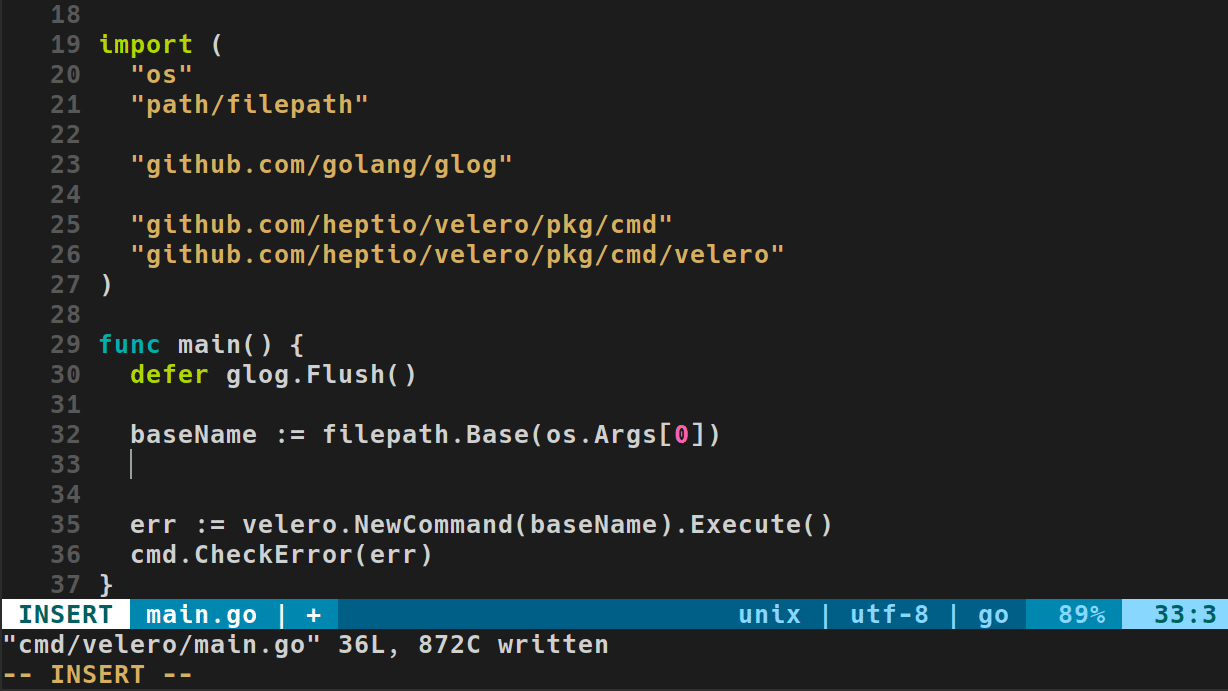 18
19 import (
20 "os"
21 "path/filepath"
22
23 "github.com/golang/glog"
24
25 "github.com/heptio/velero/pkg/cmd"
26 "github.com/heptio/velero/pkg/cmd/velero"
27 )
28
29 func main() {
30 defer glog.Flush()
31
32 baseName := filepath.Base(os.Args[0])
33
34
35 err := velero.NewCommand(baseName).Execute()
36 cmd.CheckError(err)
37 }
INSERT main.go | + unix | utf-8 | go 89% 33:3
"cmd/velero/main.go" 36L, 872C written
-- INSERT --